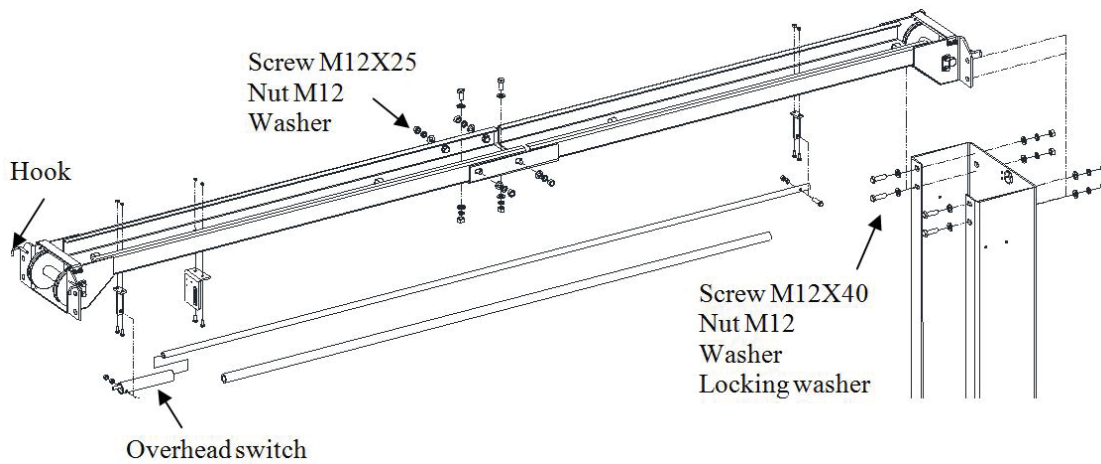 Screw M12X25
Nut M12
Washer
Hook
Screw M12X40
Nut M12
Washer
Locking washer
Overhead switch